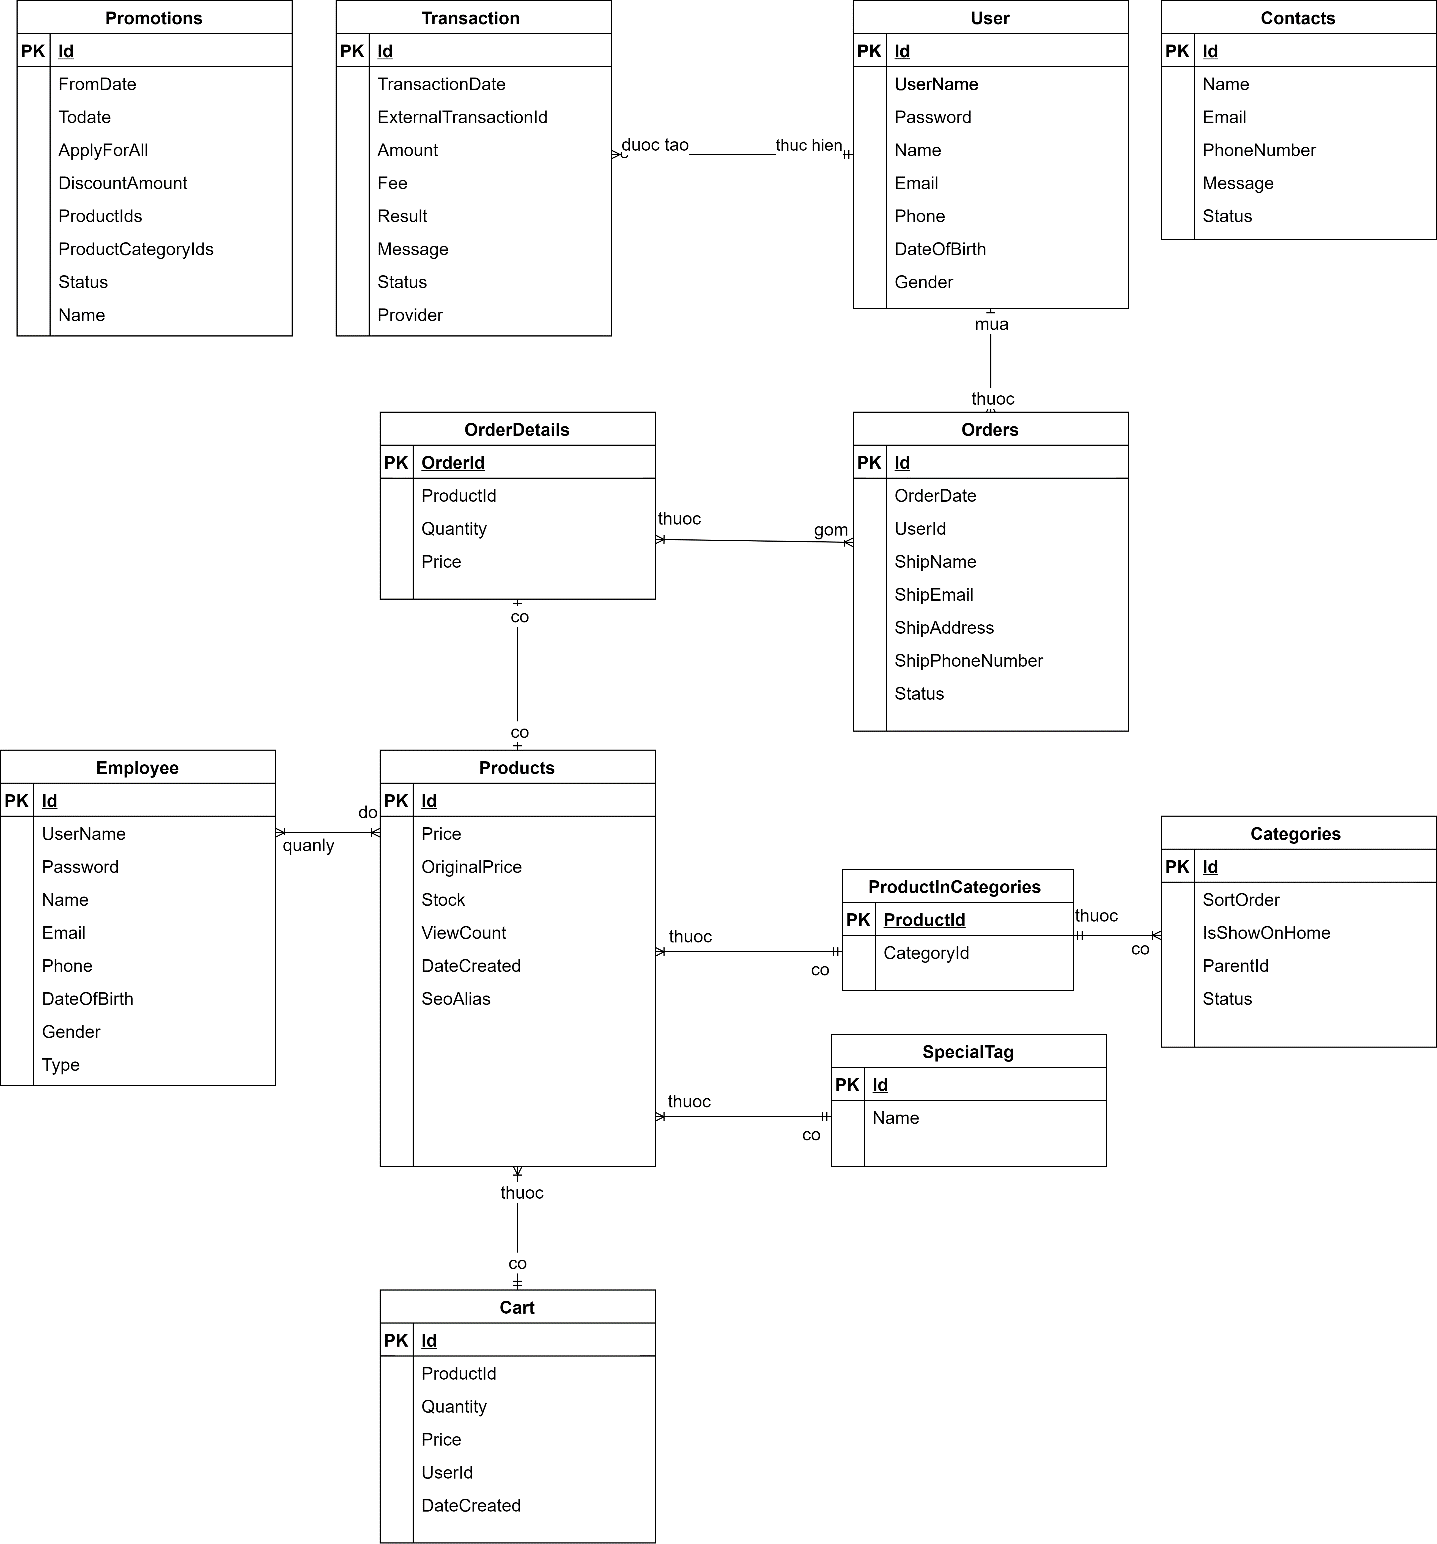 Promotions
PK Id
FromDate
Todate
ApplyForAll
DiscountAmount
ProductIds
ProductCategoryIds
Status
Name
Transaction
PK Id
TransactionDate
ExternalTransactionId
Amount
Fee
Result
Message
Status
Provider
duoc tao
thuc hien
User
PK Id
UserName
Password
Name
Email
Phone
DateOfBirth
Gender
Contacts
PK Id
Name
Email
PhoneNumber
Message
Status
mua
thuoc
OrderDetails
PK OrderId
ProductId
Quantity
Price
thuoc
gom
Orders
PK Id
OrderDate
UserId
ShipName
ShipEmail
ShipAddress
ShipPhoneNumber
Status
co
co
Employee
PK Id
UserName
Password
Name
Email
Phone
DateOfBirth
Gender
Type
do
quanly
Products
PK Id
Price
OriginalPrice
Stock
ViewCount
DateCreated
SeoAlias
thuoc
co
ProductInCategories
PK ProductId
CategoryId
thuoc
co
Categories
PK Id
SortOrder
IsShowOnHome
ParentId
Status
thuoc
co
SpecialTag
PK Id
Name
thuoc
co
Cart
PK Id
ProductId
Quantity
Price
UserId
DateCreated